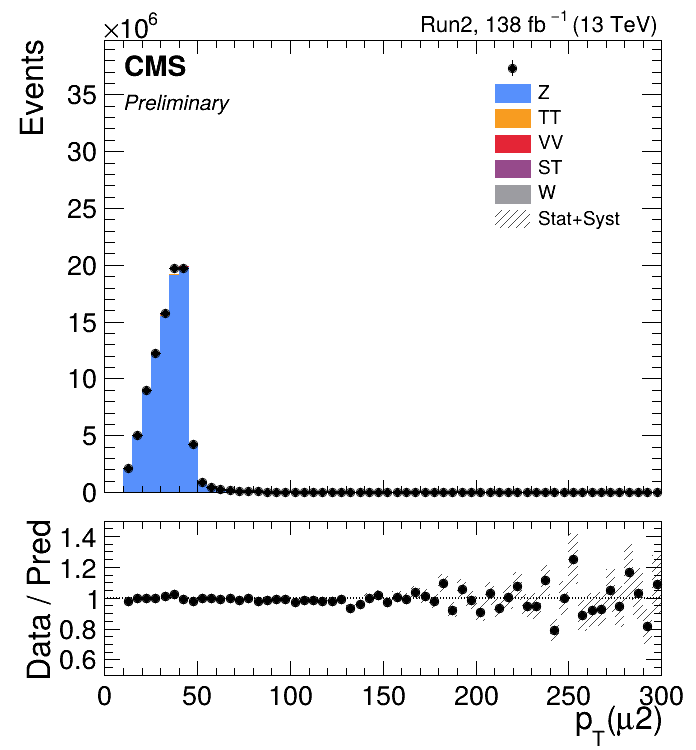 ×10⁶
Run2, 138 fb⁻¹ (13 TeV)
CMS
Preliminary
Events
35
30
25
20
15
10
5
0
Z
TT
VV
ST
W
Stat+Syst
Data / Pred
1.4
1.2
1
0.8
0.6
0 50 100 150 200 250 300
p_T(μ2)